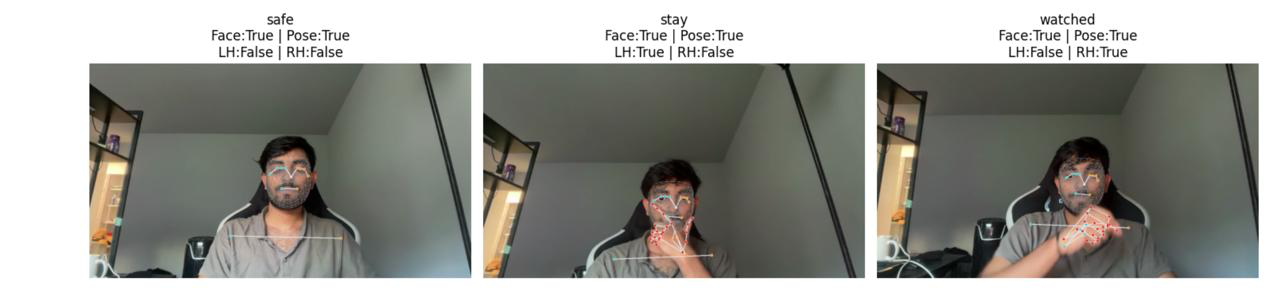 safe
Face:True | Pose:True
LH:False | RH:False
stay
Face:True | Pose:True
LH:True | RH:False
watched
Face:True | Pose:True
LH:False | RH:True